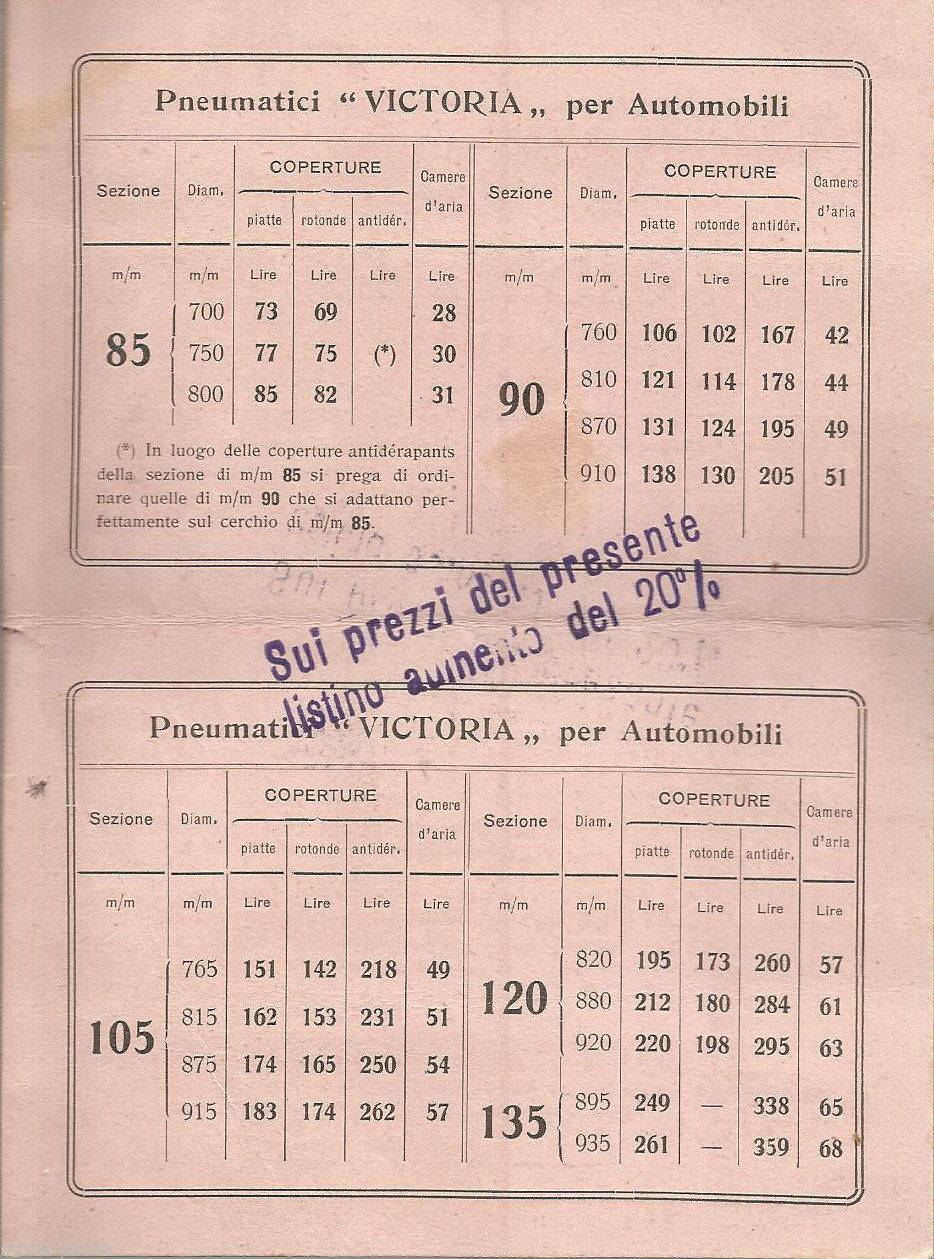 Pneumatici “ VICTORIA „ per Automobili
Sezione Diam. COPERTURE Camere d'aria
piatte rotonde antidér.
m/m m/m Lire Lire Lire Lire
85
700 73 69 28
750 77 75 (*) 30
800 85 82 31
(*) In luogo delle coperture antidérapants
della sezione di m/m 85 si prega di ordi-
nare quelle di m/m 90 che si adattano per-
fettamente sul cerchio di m/m 85.
Sezione Diam. COPERTURE Camere d'aria
piatte rotonde antidér.
m/m m/m Lire Lire Lire Lire
90
760 106 102 167 42
810 121 114 178 44
870 131 124 195 49
910 138 130 205 51
Sui prezzi del presente
listino aumento del 20%
Pneumatici “ VICTORIA „ per Automobili
Sezione Diam. COPERTURE Camere d'aria
piatte rotonde antidér.
m/m m/m Lire Lire Lire Lire
105
765 151 142 218 49
815 162 153 231 51
875 174 165 250 54
915 183 174 262 57
Sezione Diam. COPERTURE Camere d'aria
piatte rotonde antidér.
m/m m/m Lire Lire Lire Lire
120
820 195 173 260 57
880 212 180 284 61
920 220 198 295 63
135
895 249 — 338 65
935 261 — 359 68